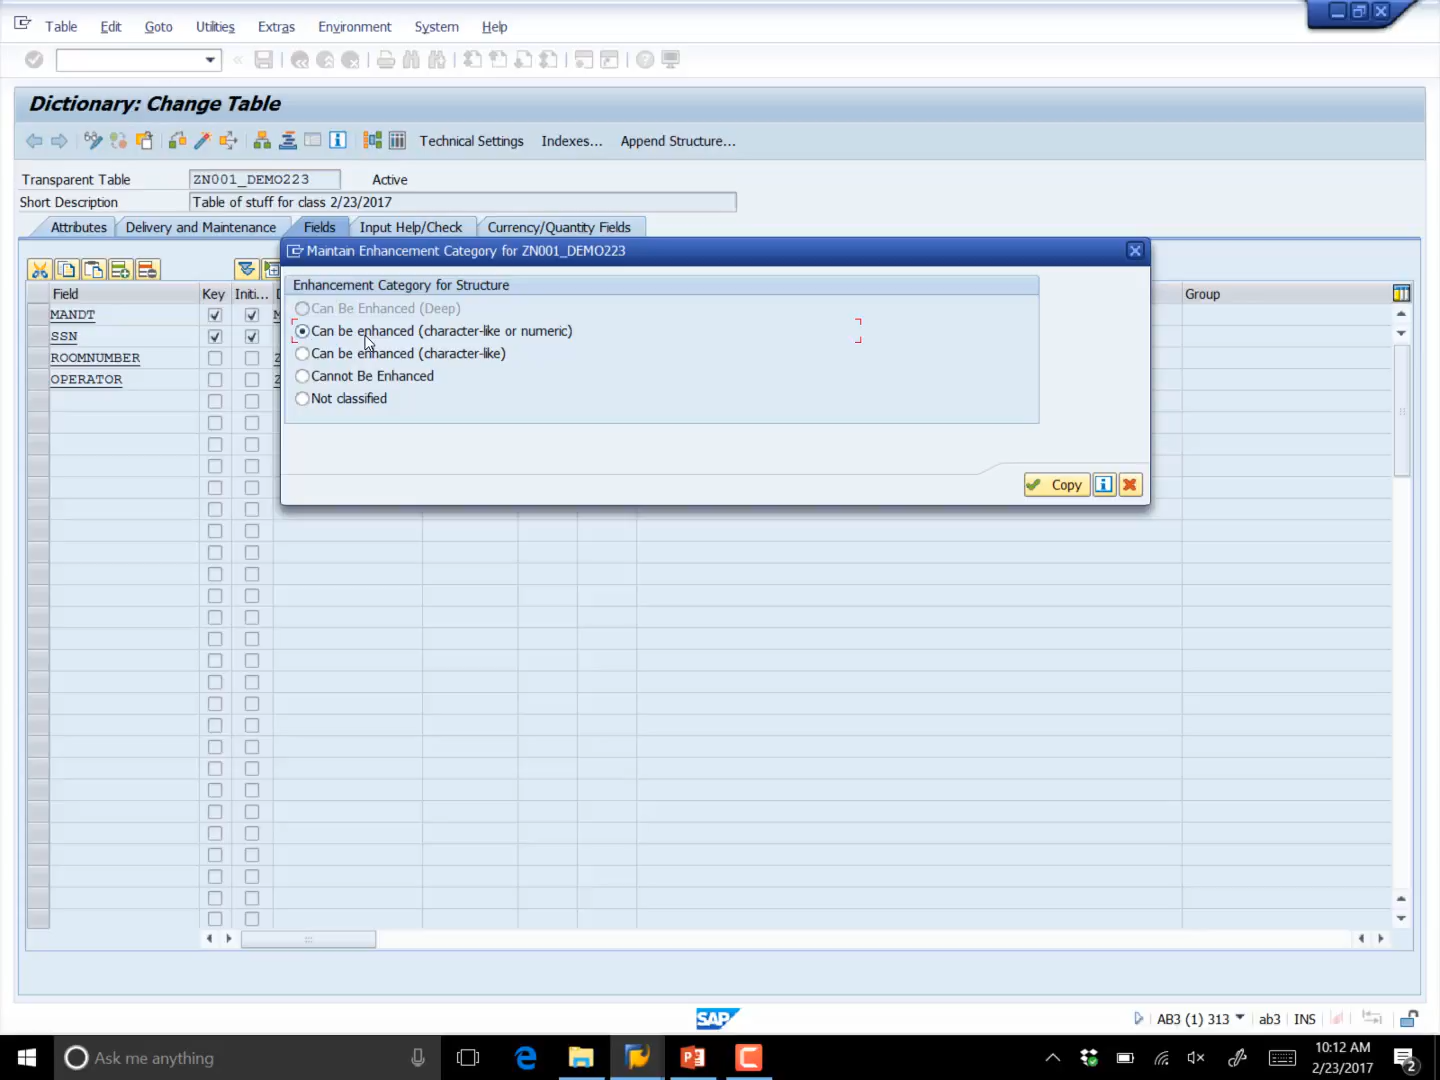 Table Edit Goto Utilities Extras Environment System Help
Dictionary: Change Table
Technical Settings Indexes... Append Structure...
Transparent Table ZN001_DEMO223 Active
Short Description Table of stuff for class 2/23/2017
Attributes Delivery and Maintenance Fields Input Help/Check Currency/Quantity Fields
Maintain Enhancement Category for ZN001_DEMO223
Enhancement Category for Structure
Can Be Enhanced (Deep)
Can be enhanced (character-like or numeric)
Can be enhanced (character-like)
Cannot Be Enhanced
Not classified
Copy
Field Key Initi... Group
MANDT
SSN
ROOMNUMBER
OPERATOR
SAP
AB3 (1) 313 ab3 INS
Ask me anything
10:12 AM
2/23/2017
2